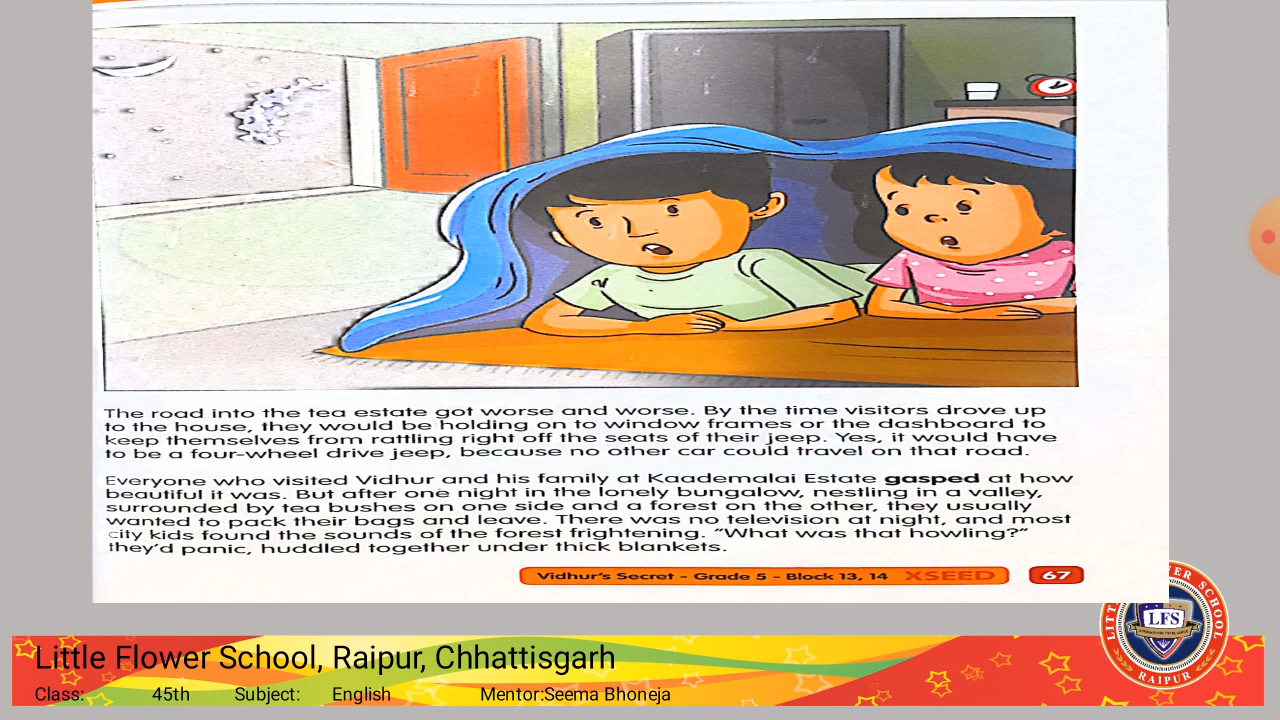 The road into the tea estate got worse and worse. By the time visitors drove up
to the house, they would be holding on to window frames or the dashboard to
keep themselves from rattling right off the seats of their jeep. Yes, it would have
to be a four-wheel drive jeep, because no other car could travel on that road.
Everyone who visited Vidhur and his family at Kaademalai Estate gasped at how
beautiful it was. But after one night in the lonely bungalow, nestling in a valley,
surrounded by tea bushes on one side and a forest on the other, they usually
wanted to pack their bags and leave. There was no television at night, and most
city kids found the sounds of the forest frightening. “What was that howling?”
they’d panic, huddled together under thick blankets.
Vidhur’s Secret - Grade 5 - Block 13, 14 XSEED 67
LITTLE FLOWER SCHOOL
LFS
RAIPUR
Little Flower School, Raipur, Chhattisgarh
Class: 45th Subject: English Mentor:Seema Bhoneja